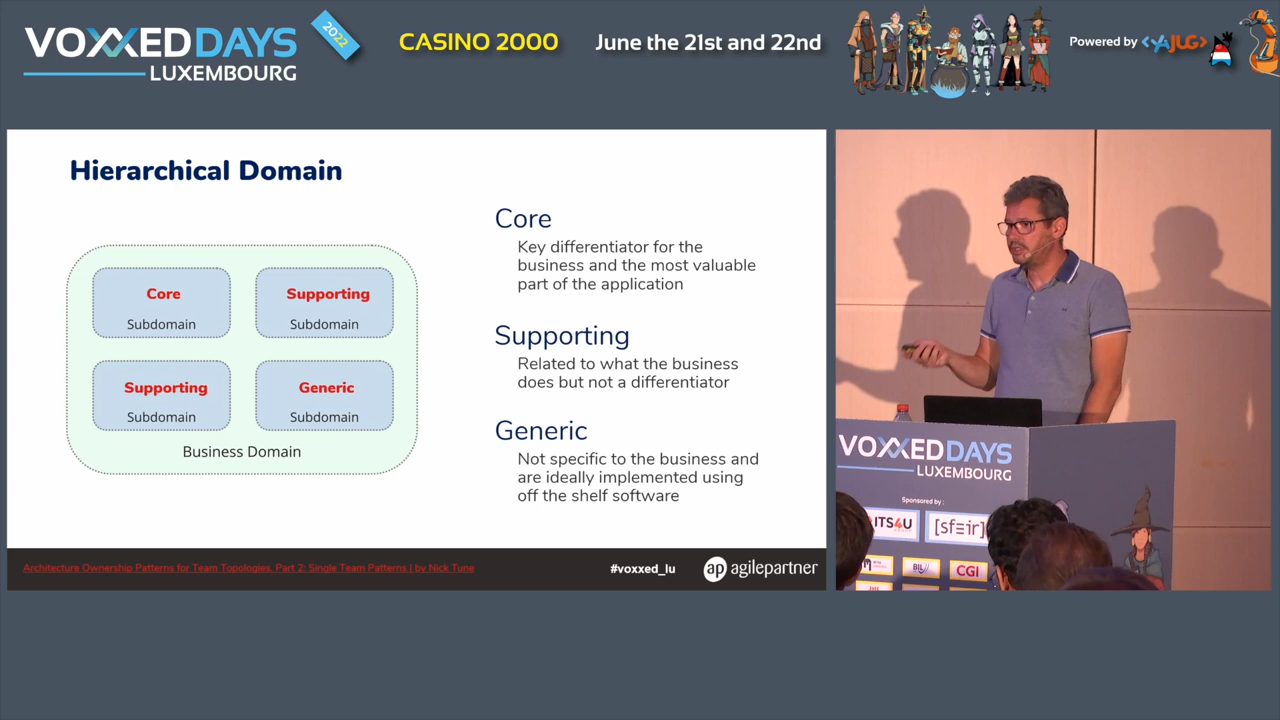 VOXXEDDAYS
LUXEMBOURG
2022
CASINO 2000
June the 21st and 22nd
Powered by <YAJUG>
Hierarchical Domain
Core
Subdomain
Supporting
Subdomain
Supporting
Subdomain
Generic
Subdomain
Business Domain
Core
Key differentiator for the
business and the most valuable
part of the application
Supporting
Related to what the business
does but not a differentiator
Generic
Not specific to the business and
are ideally implemented using
off the shelf software
Architecture Ownership Patterns for Team Topologies. Part 2: Single Team Patterns | by Nick Tune
#voxxed_lu
ap agilepartner
VOXXEDDAYS
LUXEMBOURG
Sponsored by :
ITS4U
[sfeir]
BIL
CGI